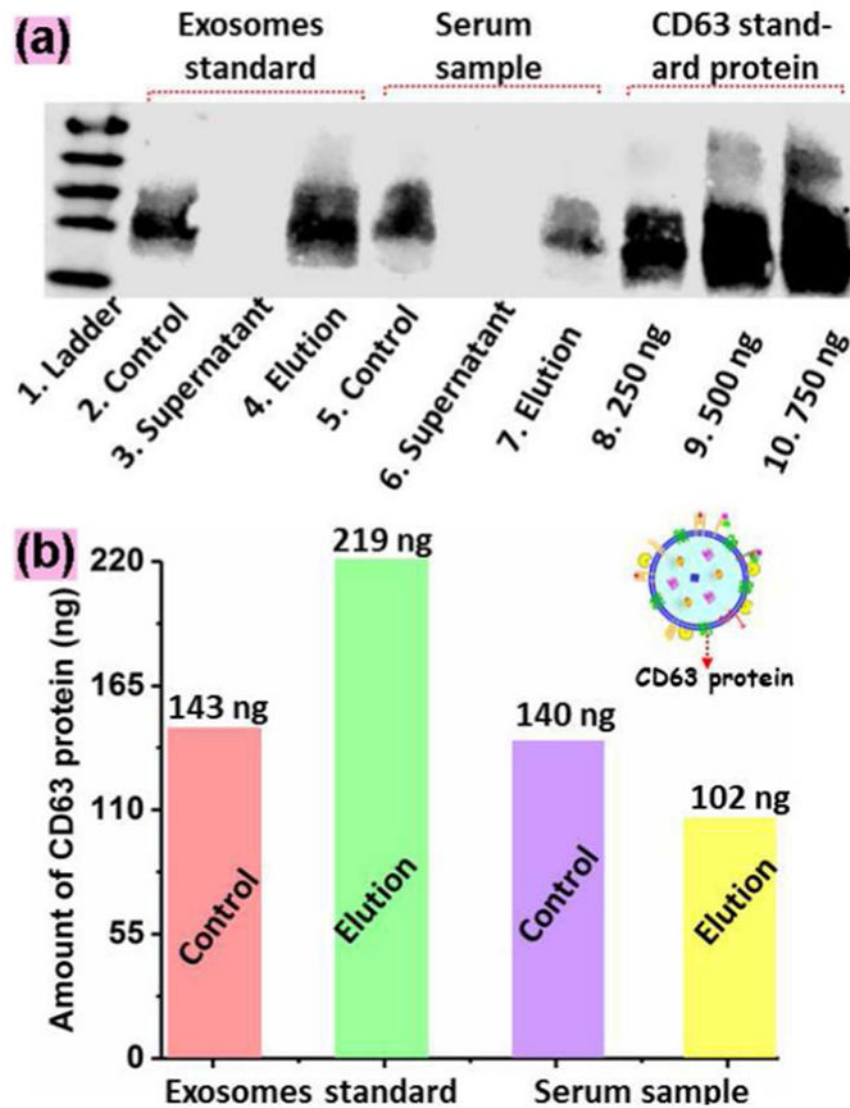 (a)
Exosomes
standard
Serum
sample
CD63 stand-
ard protein
1. Ladder
2. Control
3. Supernatant
4. Elution
5. Control
6. Supernatant
7. Elution
8. 250 ng
9. 500 ng
10. 750 ng
(b)
Amount of CD63 protein (ng)
220
165
110
55
0
143 ng
219 ng
140 ng
102 ng
Control
Elution
Control
Elution
CD63 protein
Exosomes standard
Serum sample